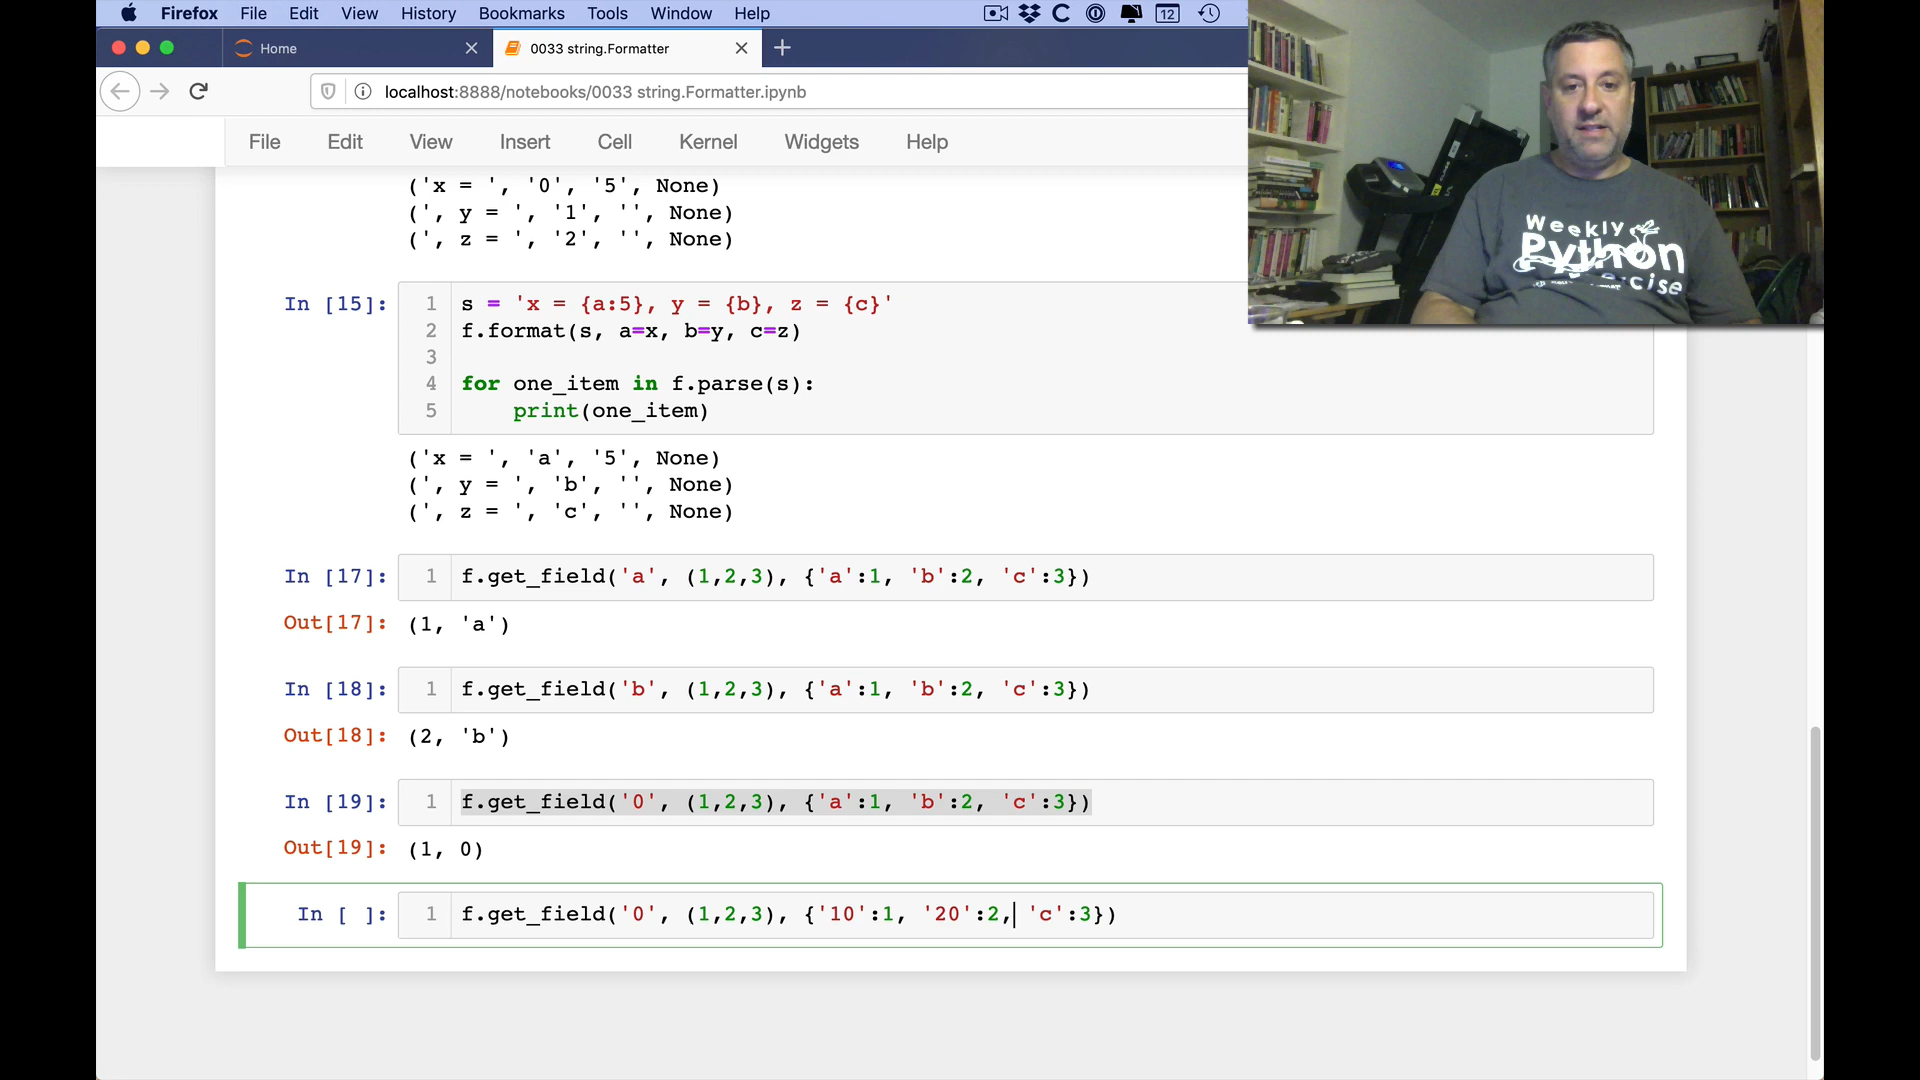 Firefox File Edit View History Bookmarks Tools Window Help 12
Home
0033 string.Formatter
localhost:8888/notebooks/0033 string.Formatter.ipynb
File Edit View Insert Cell Kernel Widgets Help
Weekly
Python
('x = ', '0', '5', None)
(', y = ', '1', '', None)
(', z = ', '2', '', None)
In [15]: 1 s = 'x = {a:5}, y = {b}, z = {c}'
2 f.format(s, a=x, b=y, c=z)
3
4 for one_item in f.parse(s):
5 print(one_item)
('x = ', 'a', '5', None)
(', y = ', 'b', '', None)
(', z = ', 'c', '', None)
In [17]: 1 f.get_field('a', (1,2,3), {'a':1, 'b':2, 'c':3})
Out[17]: (1, 'a')
In [18]: 1 f.get_field('b', (1,2,3), {'a':1, 'b':2, 'c':3})
Out[18]: (2, 'b')
In [19]: 1 f.get_field('0', (1,2,3), {'a':1, 'b':2, 'c':3})
Out[19]: (1, 0)
In [ ]: 1 f.get_field('0', (1,2,3), {'10':1, '20':2, 'c':3})